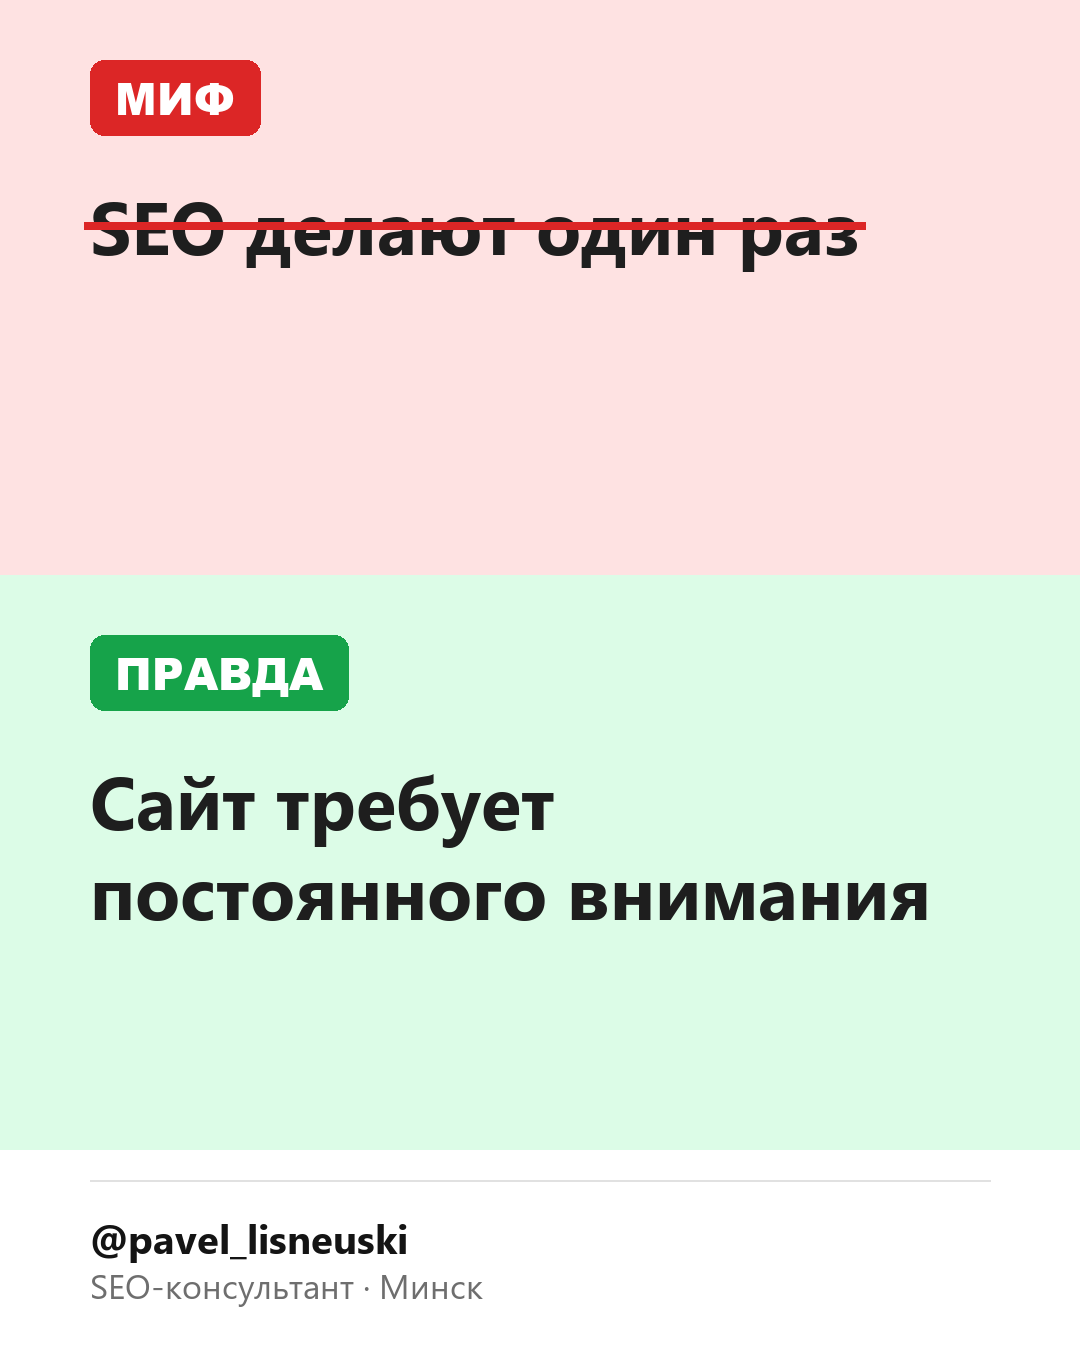 МИФ
SEO делают один раз
ПРАВДА
Сайт требует
постоянного внимания
@pavel_lisneuski
SEO-консультант · Минск